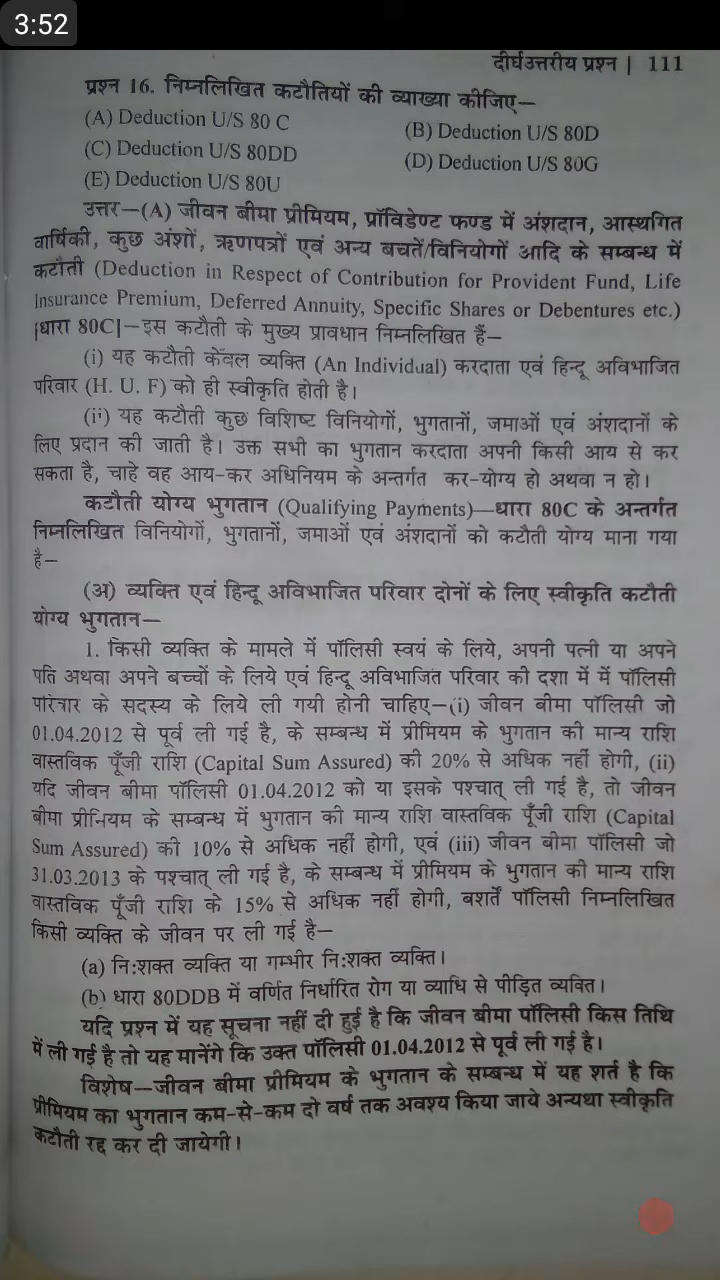 3:52
दीर्घउत्तरीय प्रश्न | 111
प्रश्न 16. निम्नलिखित कटौतियों की व्याख्या कीजिए—
(A) Deduction U/S 80 C
(B) Deduction U/S 80D
(C) Deduction U/S 80DD
(D) Deduction U/S 80G
(E) Deduction U/S 80U
उत्तर—(A) जीवन बीमा प्रीमियम, प्रॉविडेण्ट फण्ड में अंशदान, आस्थगित
वार्षिकी, कुछ अंशों, ऋणपत्रों एवं अन्य बचतें/विनियोगों आदि के सम्बन्ध में
कटौती (Deduction in Respect of Contribution for Provident Fund, Life
Insurance Premium, Deferred Annuity, Specific Shares or Debentures etc.)
[धारा 80C]—इस कटौती के मुख्य प्रावधान निम्नलिखित हैं—
(i) यह कटौती केवल व्यक्ति (An Individual) करदाता एवं हिन्दू अविभाजित
परिवार (H. U. F) को ही स्वीकृति होती है।
(ii) यह कटौती कुछ विशिष्ट विनियोगों, भुगतानों, जमाओं एवं अंशदानों के
लिए प्रदान की जाती है। उक्त सभी का भुगतान करदाता अपनी किसी आय से कर
सकता है, चाहे वह आय-कर अधिनियम के अन्तर्गत कर-योग्य हो अथवा न हो।
कटौती योग्य भुगतान (Qualifying Payments)—धारा 80C के अन्तर्गत
निम्नलिखित विनियोगों, भुगतानों, जमाओं एवं अंशदानों को कटौती योग्य माना गया
है—
(अ) व्यक्ति एवं हिन्दू अविभाजित परिवार दोनों के लिए स्वीकृति कटौती
योग्य भुगतान—
1. किसी व्यक्ति के मामले में पॉलिसी स्वयं के लिये, अपनी पत्नी या अपने
पति अथवा अपने बच्चों के लिये एवं हिन्दू अविभाजित परिवार की दशा में में पॉलिसी
परिवार के सदस्य के लिये ली गयी होनी चाहिए—(i) जीवन बीमा पॉलिसी जो
01.04.2012 से पूर्व ली गई है, के सम्बन्ध में प्रीमियम के भुगतान की मान्य राशि
वास्तविक पूँजी राशि (Capital Sum Assured) की 20% से अधिक नहीं होगी, (ii)
यदि जीवन बीमा पॉलिसी 01.04.2012 को या इसके पश्चात् ली गई है, तो जीवन
बीमा प्रीनियम के सम्बन्ध में भुगतान की मान्य राशि वास्तविक पूँजी राशि (Capital
Sum Assured) की 10% से अधिक नहीं होगी, एवं (iii) जीवन बीमा पॉलिसी जो
31.03.2013 के पश्चात् ली गई है, के सम्बन्ध में प्रीमियम के भुगतान की मान्य राशि
वास्तविक पूँजी राशि के 15% से अधिक नहीं होगी, बशर्तें पॉलिसी निम्नलिखित
किसी व्यक्ति के जीवन पर ली गई है—
(a) निःशक्त व्यक्ति या गम्भीर निःशक्त व्यक्ति।
(b) धारा 80DDB में वर्णित निर्धारित रोग या व्याधि से पीड़ित व्यक्ति।
यदि प्रश्न में यह सूचना नहीं दी हुई है कि जीवन बीमा पॉलिसी किस तिथि
में ली गई है तो यह मानेंगे कि उक्त पॉलिसी 01.04.2012 से पूर्व ली गई है।
विशेष—जीवन बीमा प्रीमियम के भुगतान के सम्बन्ध में यह शर्त है कि
प्रीमियम का भुगतान कम-से-कम दो वर्ष तक अवश्य किया जाये अन्यथा स्वीकृति
कटौती रद्द कर दी जायेगी।